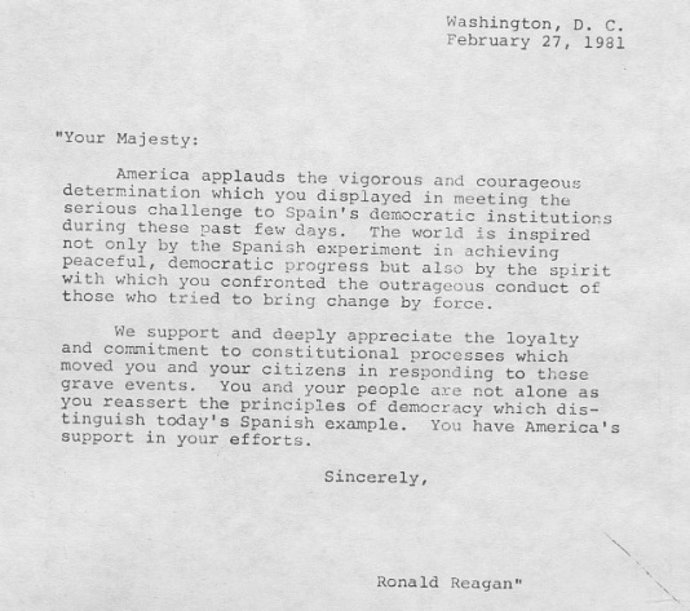 Washington, D. C.
February 27, 1981
"Your Majesty:
America applauds the vigorous and courageous
determination which you displayed in meeting the
serious challenge to Spain's democratic institutions
during these past few days. The world is inspired
not only by the Spanish experiment in achieving
peaceful, democratic progress but also by the spirit
with which you confronted the outrageous conduct of
those who tried to bring change by force.
We support and deeply appreciate the loyalty
and commitment to constitutional processes which
moved you and your citizens in responding to these
grave events. You and your people are not alone as
you reassert the principles of democracy which dis-
tinguish today's Spanish example. You have America's
support in your efforts.
Sincerely,
Ronald Reagan"